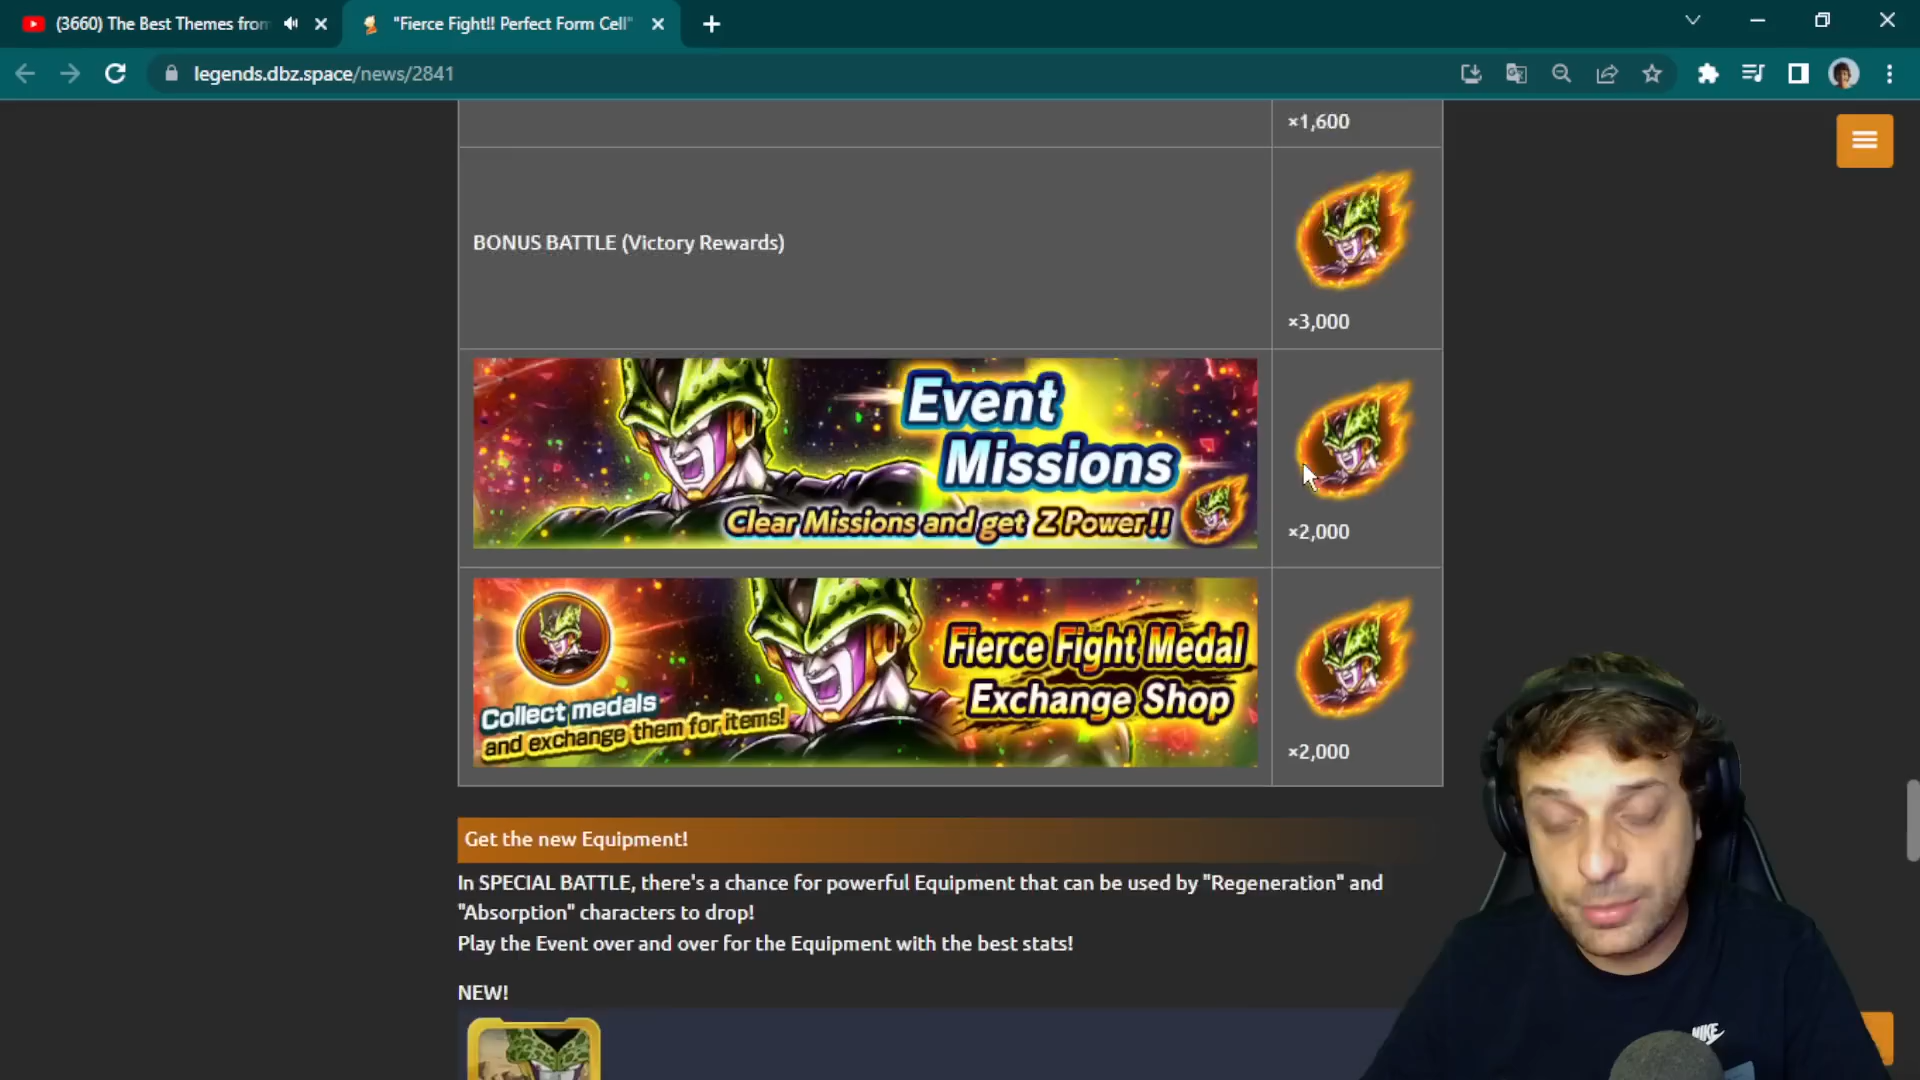 (3660) The Best Themes from
"Fierce Fight!! Perfect Form Cell"
legends.dbz.space/news/2841
×1,600
BONUS BATTLE (Victory Rewards)
×3,000
Event
Missions
Clear Missions and get Z Power!!
×2,000
Collect medals
and exchange them for items!
Fierce Fight Medal
Exchange Shop
×2,000
Get the new Equipment!
In SPECIAL BATTLE, there's a chance for powerful Equipment that can be used by "Regeneration" and
"Absorption" characters to drop!
Play the Event over and over for the Equipment with the best stats!
NEW!
NIKE